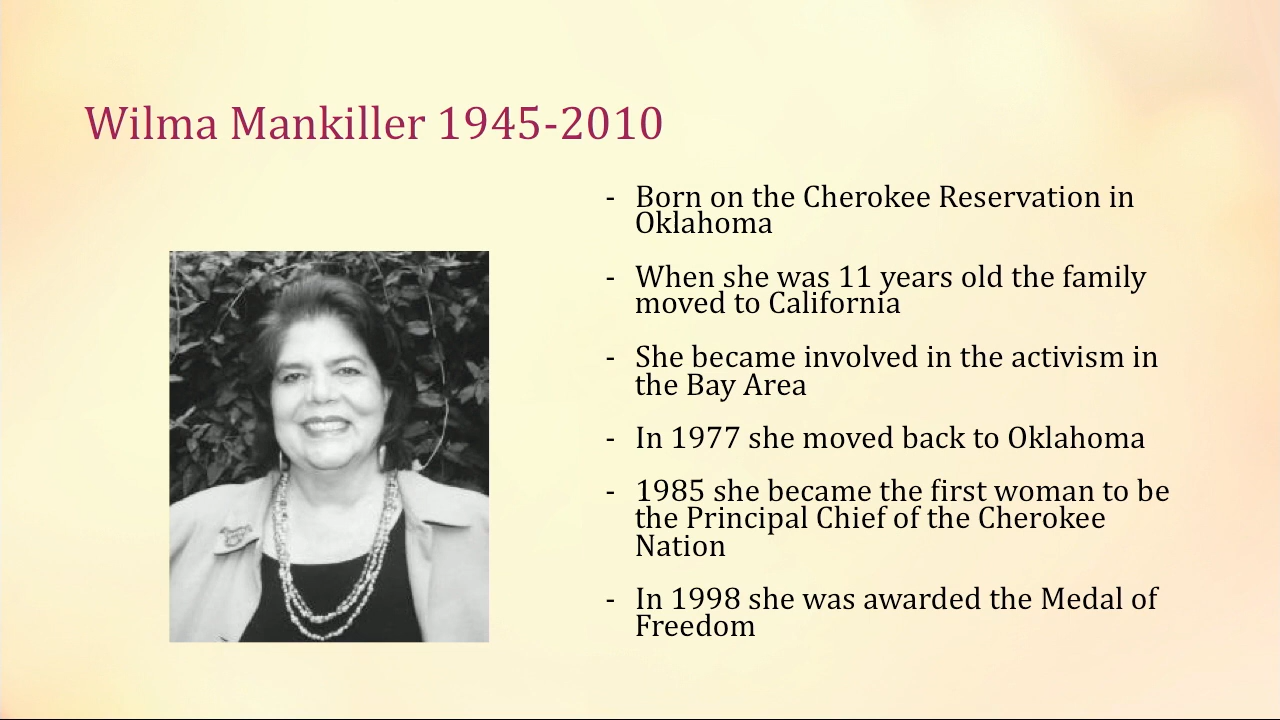 Wilma Mankiller 1945-2010
- Born on the Cherokee Reservation in
Oklahoma
- When she was 11 years old the family
moved to California
- She became involved in the activism in
the Bay Area
- In 1977 she moved back to Oklahoma
- 1985 she became the first woman to be
the Principal Chief of the Cherokee
Nation
- In 1998 she was awarded the Medal of
Freedom